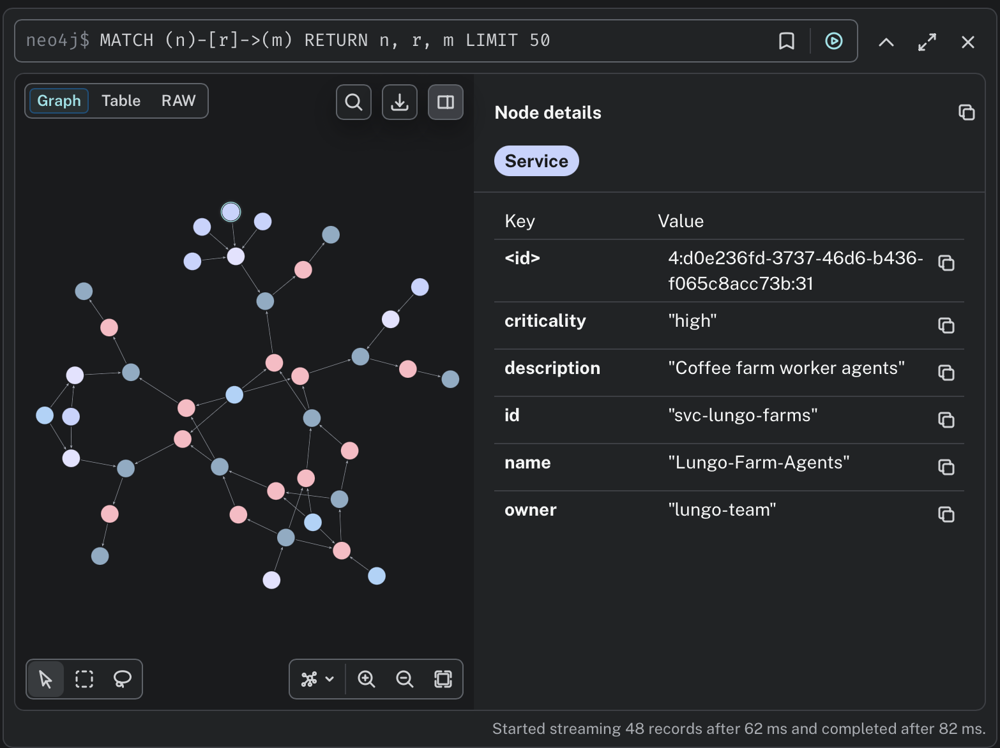 neo4j$ MATCH (n)-[r]->(m) RETURN n, r, m LIMIT 50
Graph Table RAW
Node details
Service
Key Value
<id> 4:d0e236fd-3737-46d6-b436-
f065c8acc73b:31
criticality "high"
description "Coffee farm worker agents"
id "svc-lungo-farms"
name "Lungo-Farm-Agents"
owner "lungo-team"
Started streaming 48 records after 62 ms and completed after 82 ms.